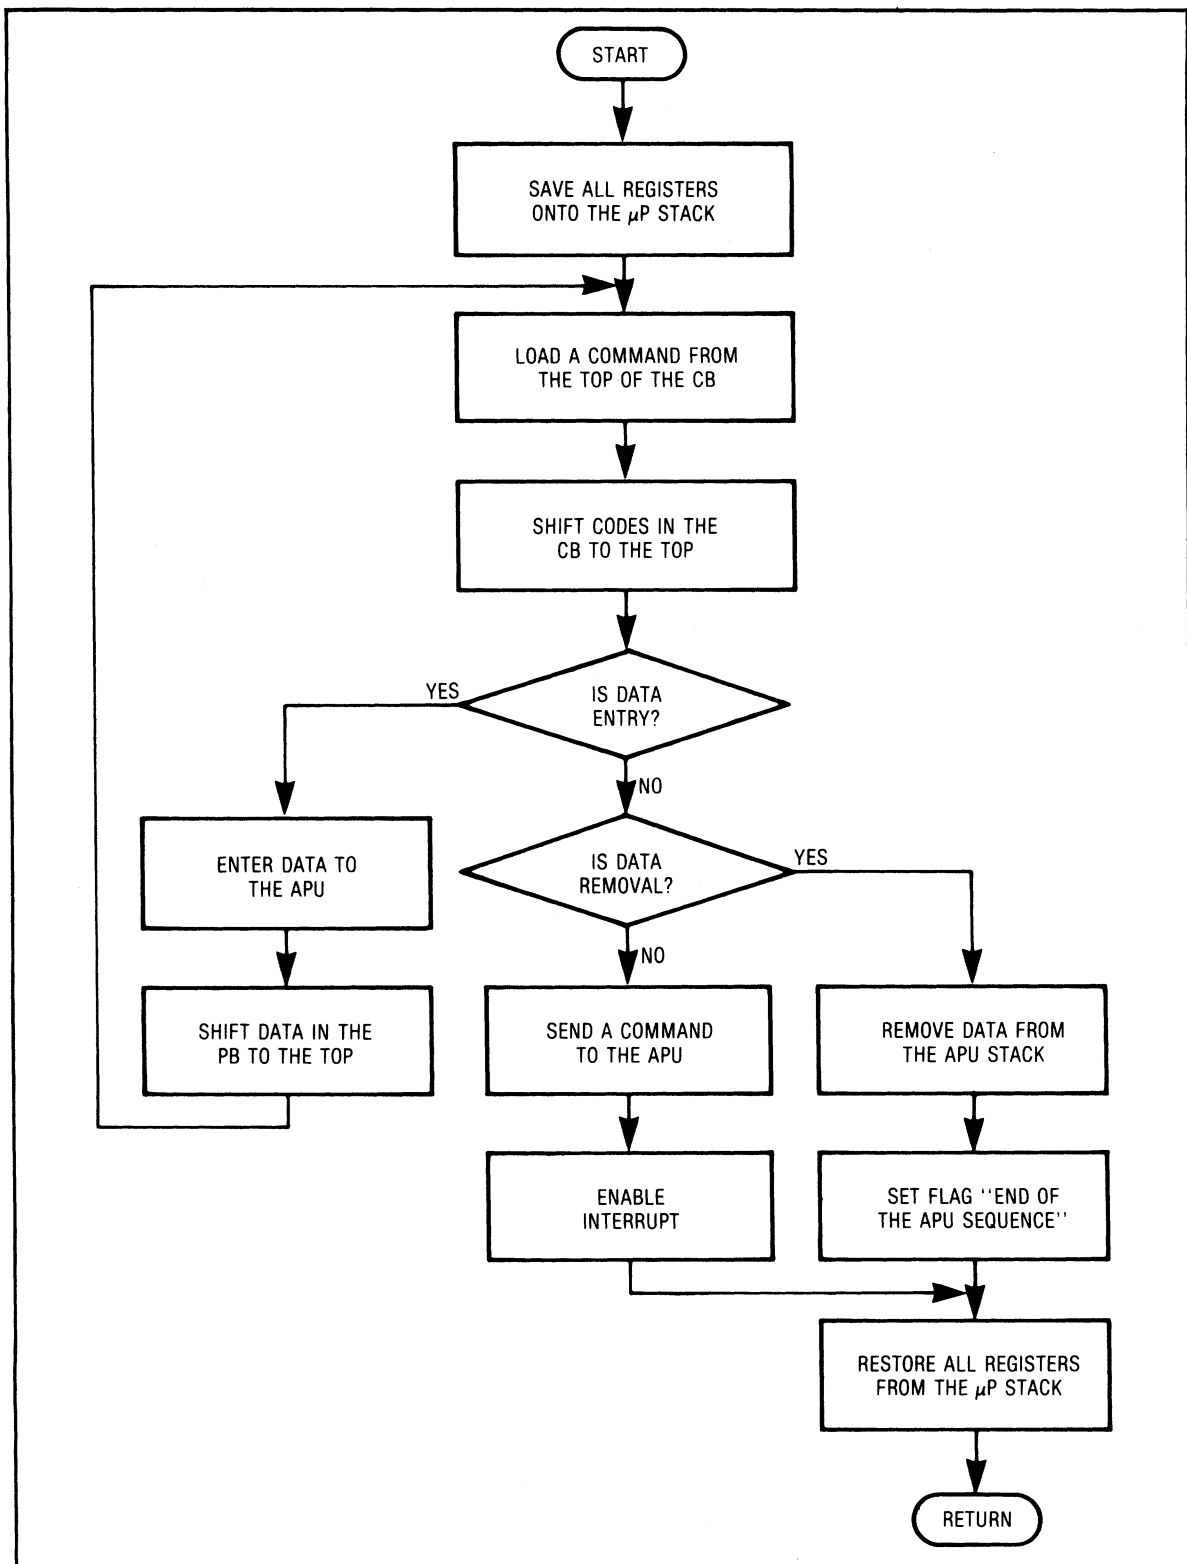 START
SAVE ALL REGISTERS
ONTO THE μP STACK
LOAD A COMMAND FROM
THE TOP OF THE CB
SHIFT CODES IN THE
CB TO THE TOP
YES
IS DATA
ENTRY?
NO
ENTER DATA TO
THE APU
IS DATA
REMOVAL?
YES
NO
SHIFT DATA IN THE
PB TO THE TOP
SEND A COMMAND
TO THE APU
REMOVE DATA FROM
THE APU STACK
ENABLE
INTERRUPT
SET FLAG ''END OF
THE APU SEQUENCE''
RESTORE ALL REGISTERS
FROM THE μP STACK
RETURN